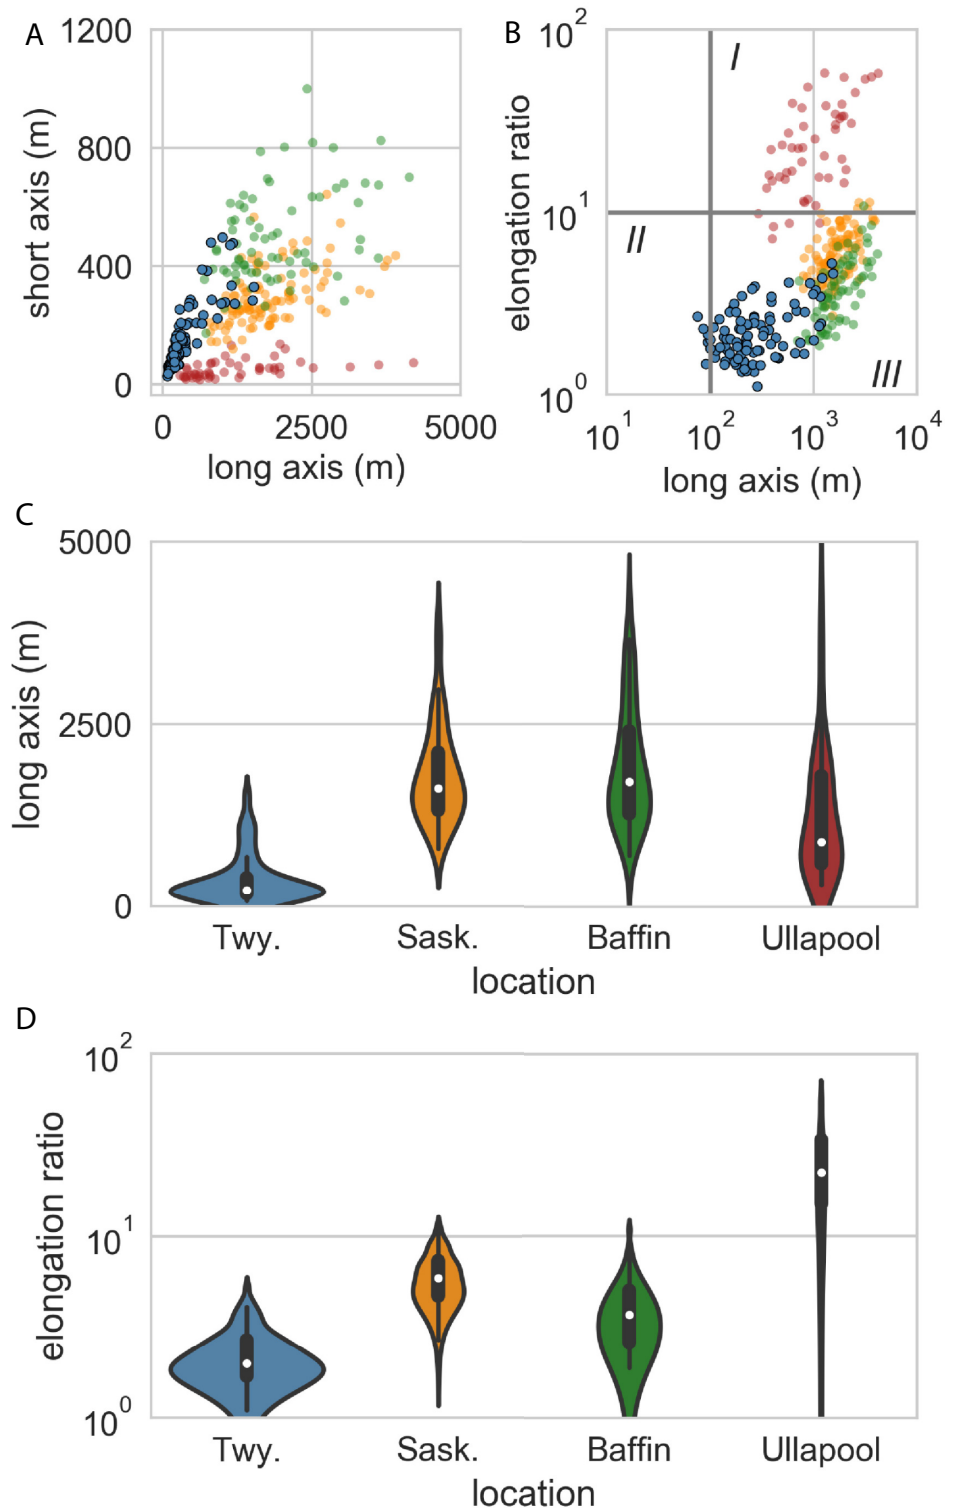 A
1200
800
400
0
short axis (m)
0 2500 5000
long axis (m)
B
10^2
10^1
10^0
elongation ratio
I
II
III
10^1 10^2 10^3 10^4
long axis (m)
C
5000
2500
0
long axis (m)
Twy. Sask. Baffin Ullapool
location
D
10^2
10^1
10^0
elongation ratio
Twy. Sask. Baffin Ullapool
location